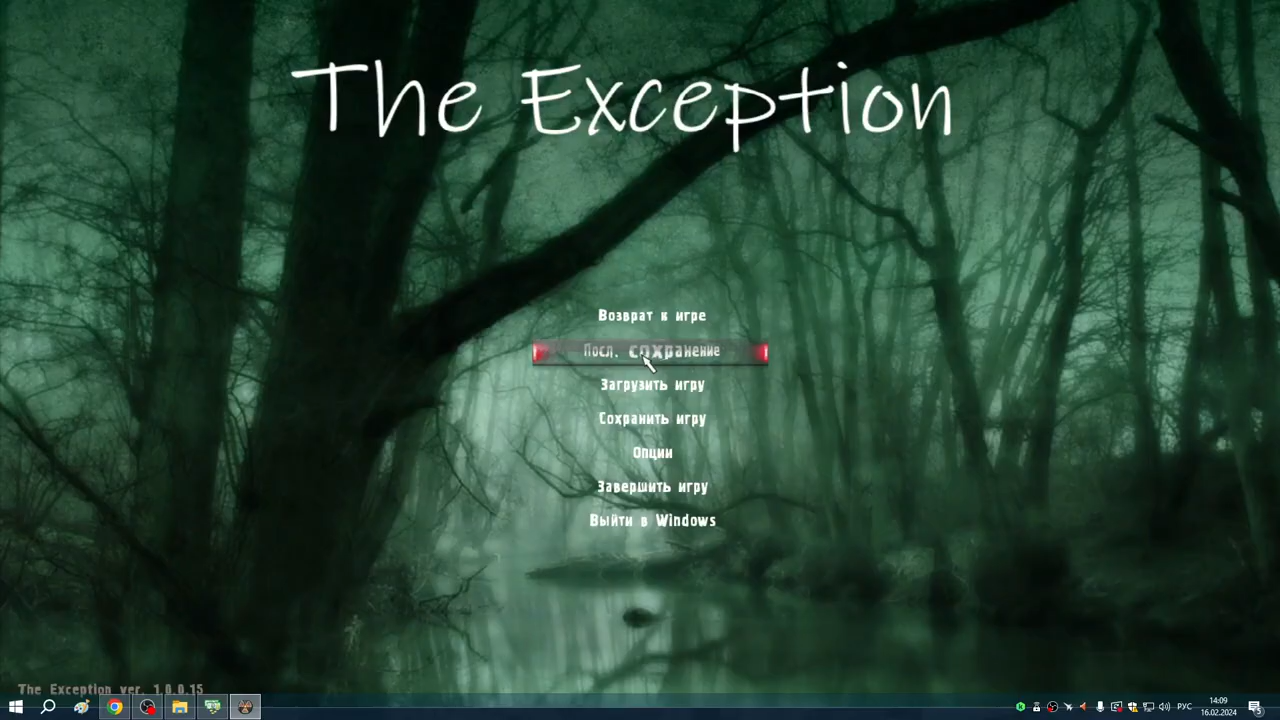 The Exception
Возврат к игре
Посл. сохранение
Загрузить игру
Сохранить игру
Опции
Завершить игру
Выйти в Windows
The Exception ver. 1.0.0.15
14:09
РУС
16.02.2024